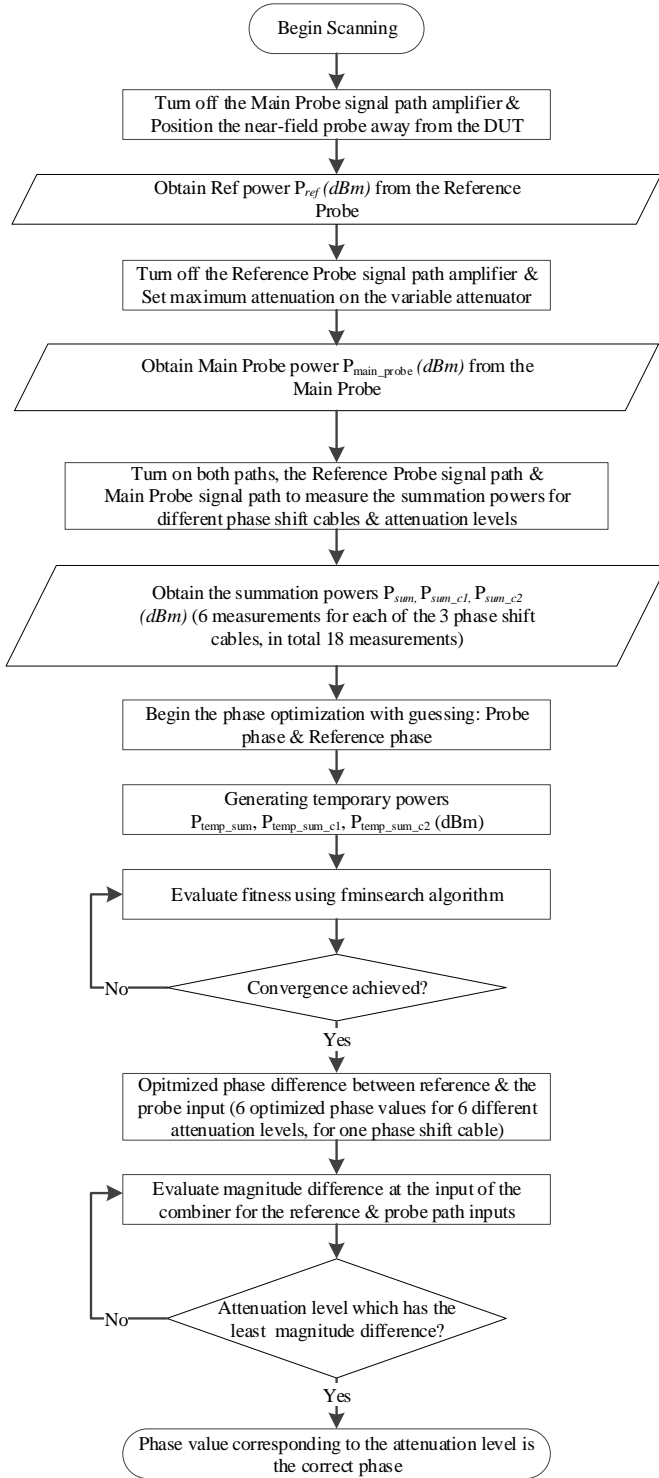 Begin Scanning
Turn off the Main Probe signal path amplifier &
Position the near-field probe away from the DUT
Obtain Ref power P_ref (dBm) from the Reference
Probe
Turn off the Reference Probe signal path amplifier &
Set maximum attenuation on the variable attenuator
Obtain Main Probe power P_main_probe (dBm) from the
Main Probe
Turn on both paths, the Reference Probe signal path &
Main Probe signal path to measure the summation powers for
different phase shift cables & attenuation levels
Obtain the summation powers P_sum, P_sum_c1, P_sum_c2
(dBm) (6 measurements for each of the 3 phase shift
cables, in total 18 measurements)
Begin the phase optimization with guessing: Probe
phase & Reference phase
Generating temporary powers
P_temp_sum, P_temp_sum_c1, P_temp_sum_c2 (dBm)
Evaluate fitness using fminsearch algorithm
Convergence achieved?
No
Yes
Opitmized phase difference between reference & the
probe input (6 optimized phase values for 6 different
attenuation levels, for one phase shift cable)
Evaluate magnitude difference at the input of the
combiner for the reference & probe path inputs
Attenuation level which has the
least magnitude difference?
No
Yes
Phase value corresponding to the attenuation level is
the correct phase